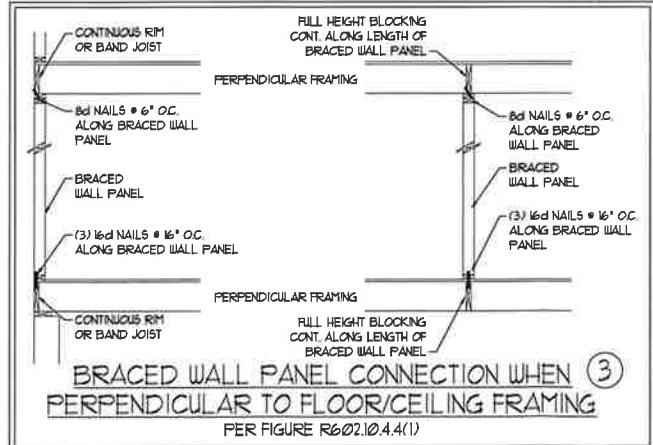 CONTINUOUS RIM
OR BAND JOIST
FULL HEIGHT BLOCKING
CONT. ALONG LENGTH OF
BRACED WALL PANEL
PERPENDICULAR FRAMING
8d NAILS @ 6" O.C.
ALONG BRACED WALL
PANEL
8d NAILS @ 6" O.C.
ALONG BRACED
WALL PANEL
BRACED
WALL PANEL
BRACED
WALL PANEL
(3) 16d NAILS @ 16" O.C.
ALONG BRACED WALL PANEL
(3) 16d NAILS @ 16" O.C.
ALONG BRACED WALL
PANEL
PERPENDICULAR FRAMING
CONTINUOUS RIM
OR BAND JOIST
FULL HEIGHT BLOCKING
CONT. ALONG LENGTH OF
BRACED WALL PANEL
BRACED WALL PANEL CONNECTION WHEN 3
PERPENDICULAR TO FLOOR/CEILING FRAMING
PER FIGURE R602.10.4.4(1)